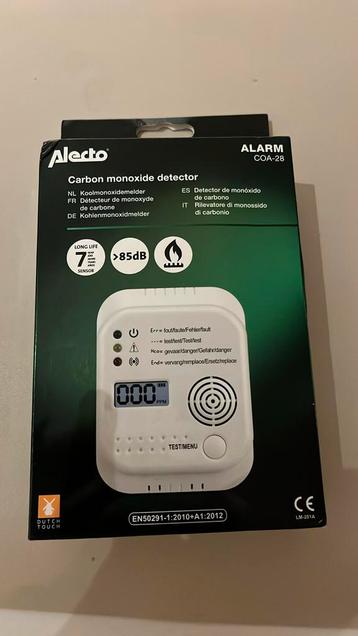 Alecto
ALARM
COA-28
Carbon monoxide detector
NL Koolmonoxidemelder
FR Détecteur de monoxyde
de carbone
DE Kohlenmonoxidmelder
ES Detector de monóxido
de carbono
IT Rilevatore di monossido
di carbonio
LONG LIFE
7
SENSOR
>85dB
Err= fout/faute/Fehler/fault
---= test/test/Test/test
gevaar/danger/Gefahr/danger
End= vervang/remplace/Ersetz/replace
000
PPM
TEST/MENU
DUTCH
TOUCH
EN50291-1:2010+A1:2012
CE
LM-201A